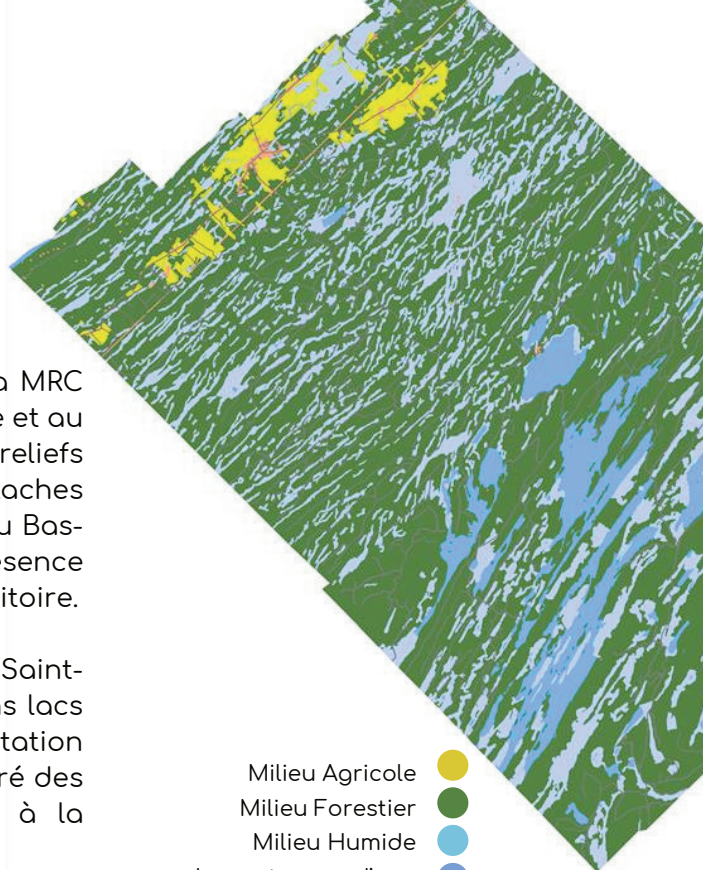 a MRC
e et au
reliefs
aches
u Bas-
ésence
itoire.
Saint-
s lacs
tation
ré des
à la
Milieu Agricole
Milieu Forestier
Milieu Humide